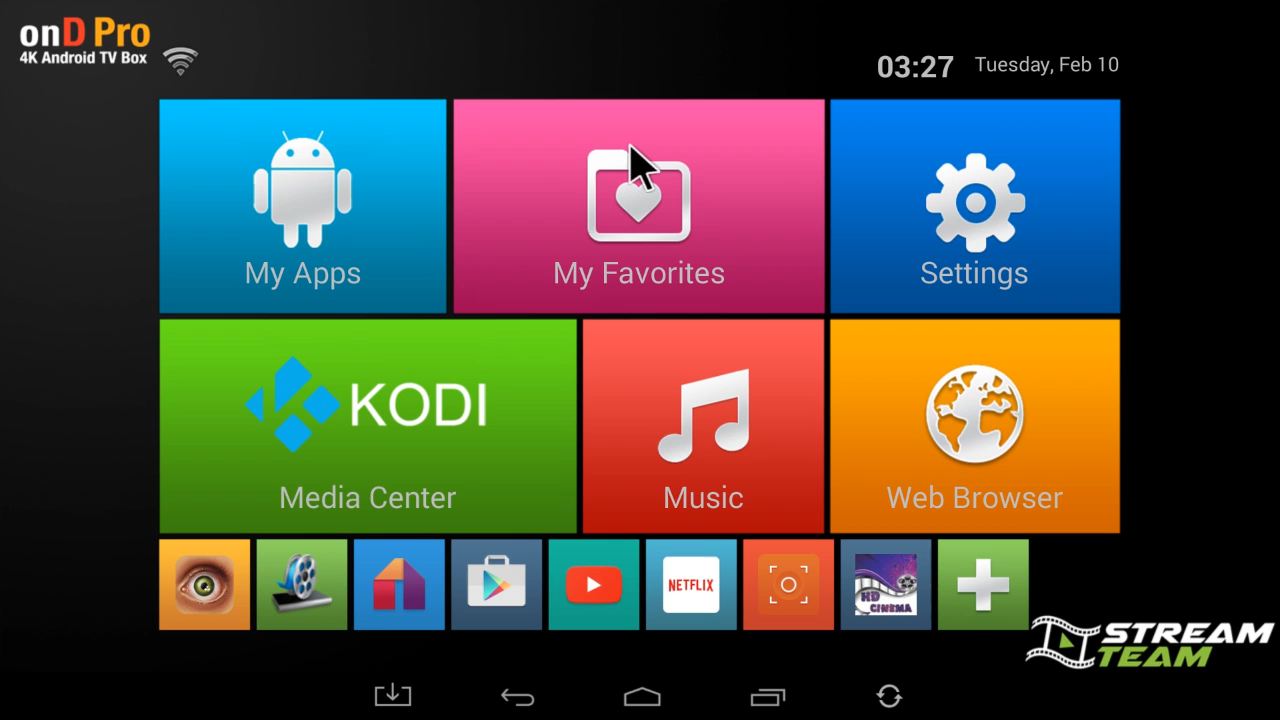 onD Pro
4K Android TV Box
03:27 Tuesday, Feb 10
My Apps
My Favorites
Settings
KODI
Media Center
Music
Web Browser
NETFLIX
HD
CINEMA
STREAM
TEAM